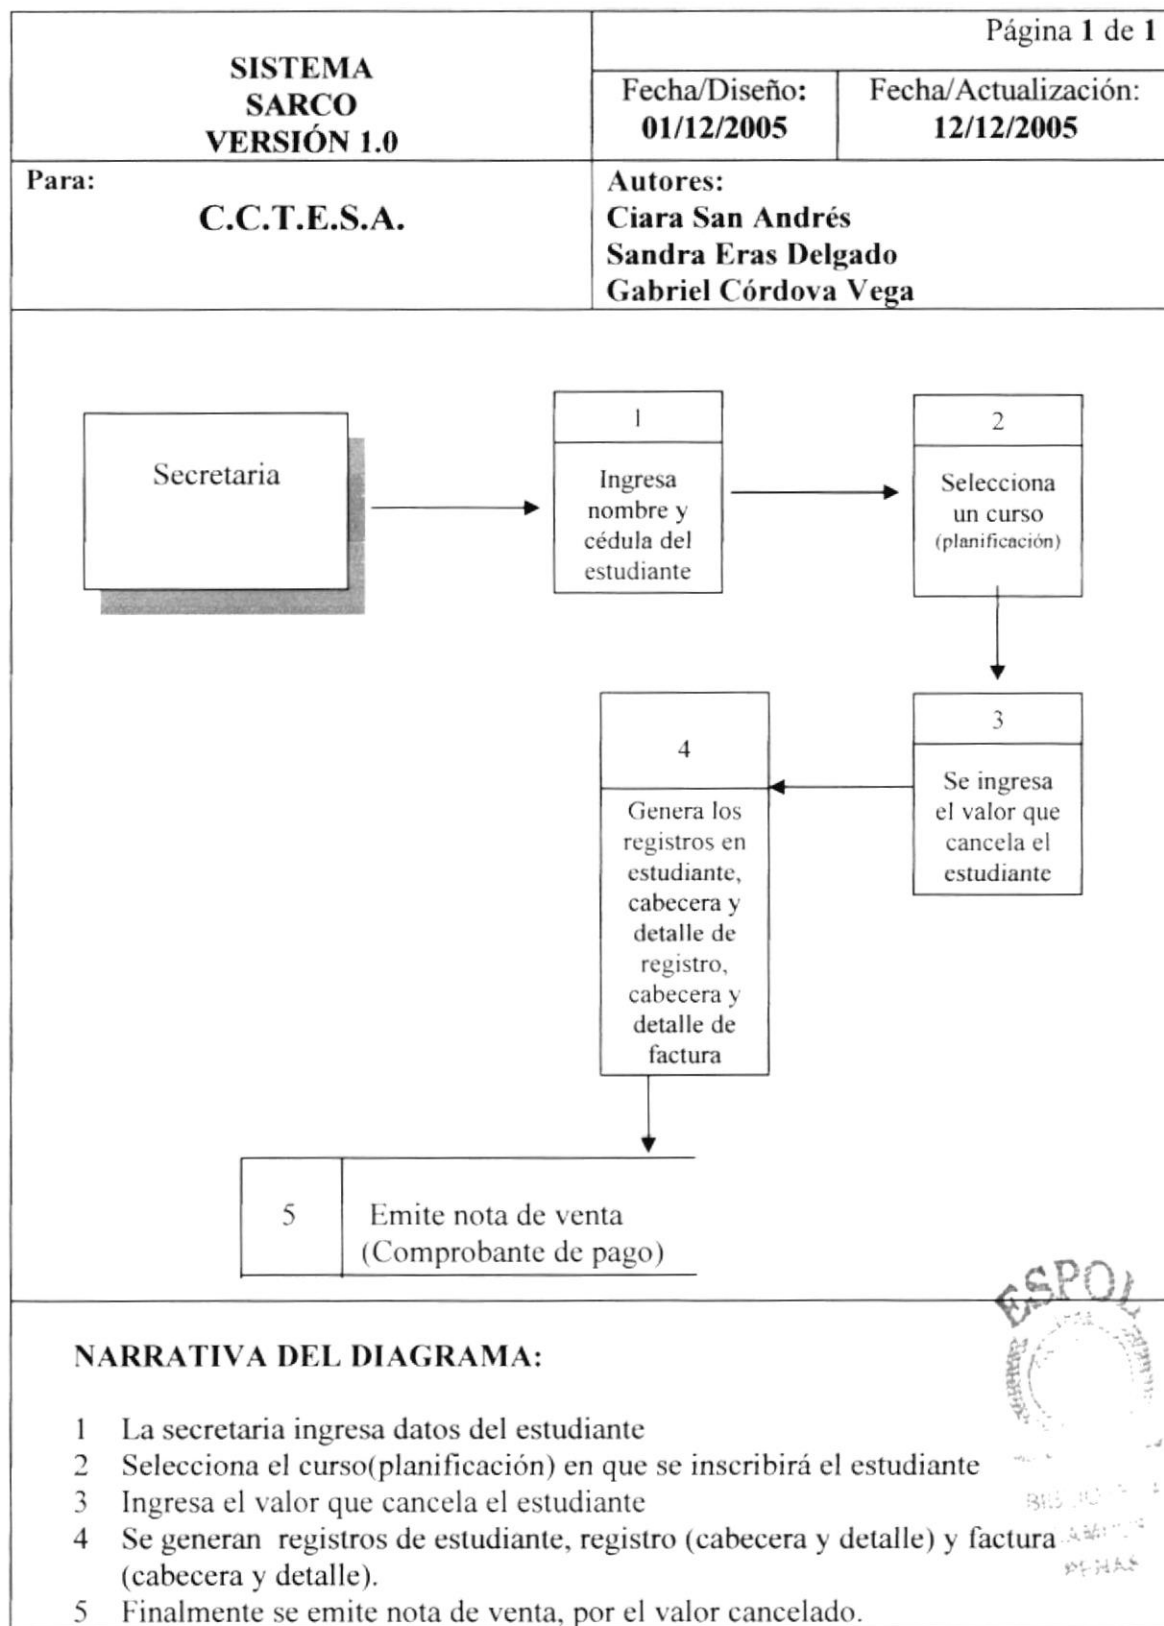 Página 1 de 1
SISTEMA
SARCO
VERSIÓN 1.0
Fecha/Diseño:
01/12/2005
Fecha/Actualización:
12/12/2005
Para:
C.C.T.E.S.A.
Autores:
Ciara San Andrés
Sandra Eras Delgado
Gabriel Córdova Vega
Secretaria
1
Ingresa
nombre y
cédula del
estudiante
2
Selecciona
un curso
(planificación)
3
Se ingresa
el valor que
cancela el
estudiante
4
Genera los
registros en
estudiante,
cabecera y
detalle de
registro,
cabecera y
detalle de
factura
5
Emite nota de venta
(Comprobante de pago)
ESPOL
NARRATIVA DEL DIAGRAMA:
1 La secretaria ingresa datos del estudiante
2 Selecciona el curso(planificación) en que se inscribirá el estudiante
3 Ingresa el valor que cancela el estudiante
4 Se generan registros de estudiante, registro (cabecera y detalle) y factura
(cabecera y detalle).
5 Finalmente se emite nota de venta, por el valor cancelado.
PEÑAS